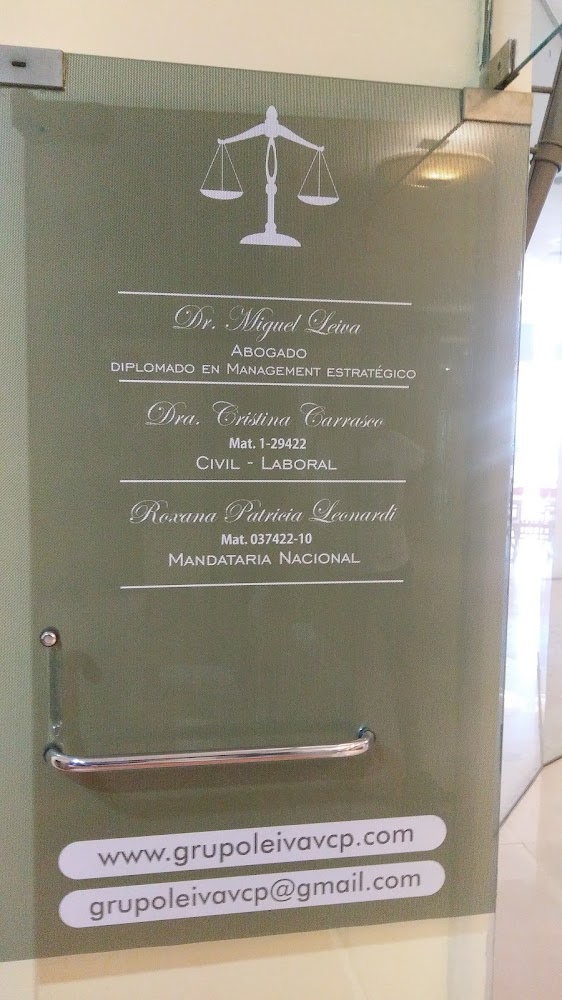 Dr. Miguel Leiva
ABOGADO
DIPLOMADO EN MANAGEMENT ESTRATÉGICO
Dra. Cristina Carrasco
Mat. 1-29422
CIVIL - LABORAL
Roxana Patricia Leonardi
Mat. 037422-10
MANDATARIA NACIONAL
www.grupoleivavcp.com
grupoleivavcp@gmail.com